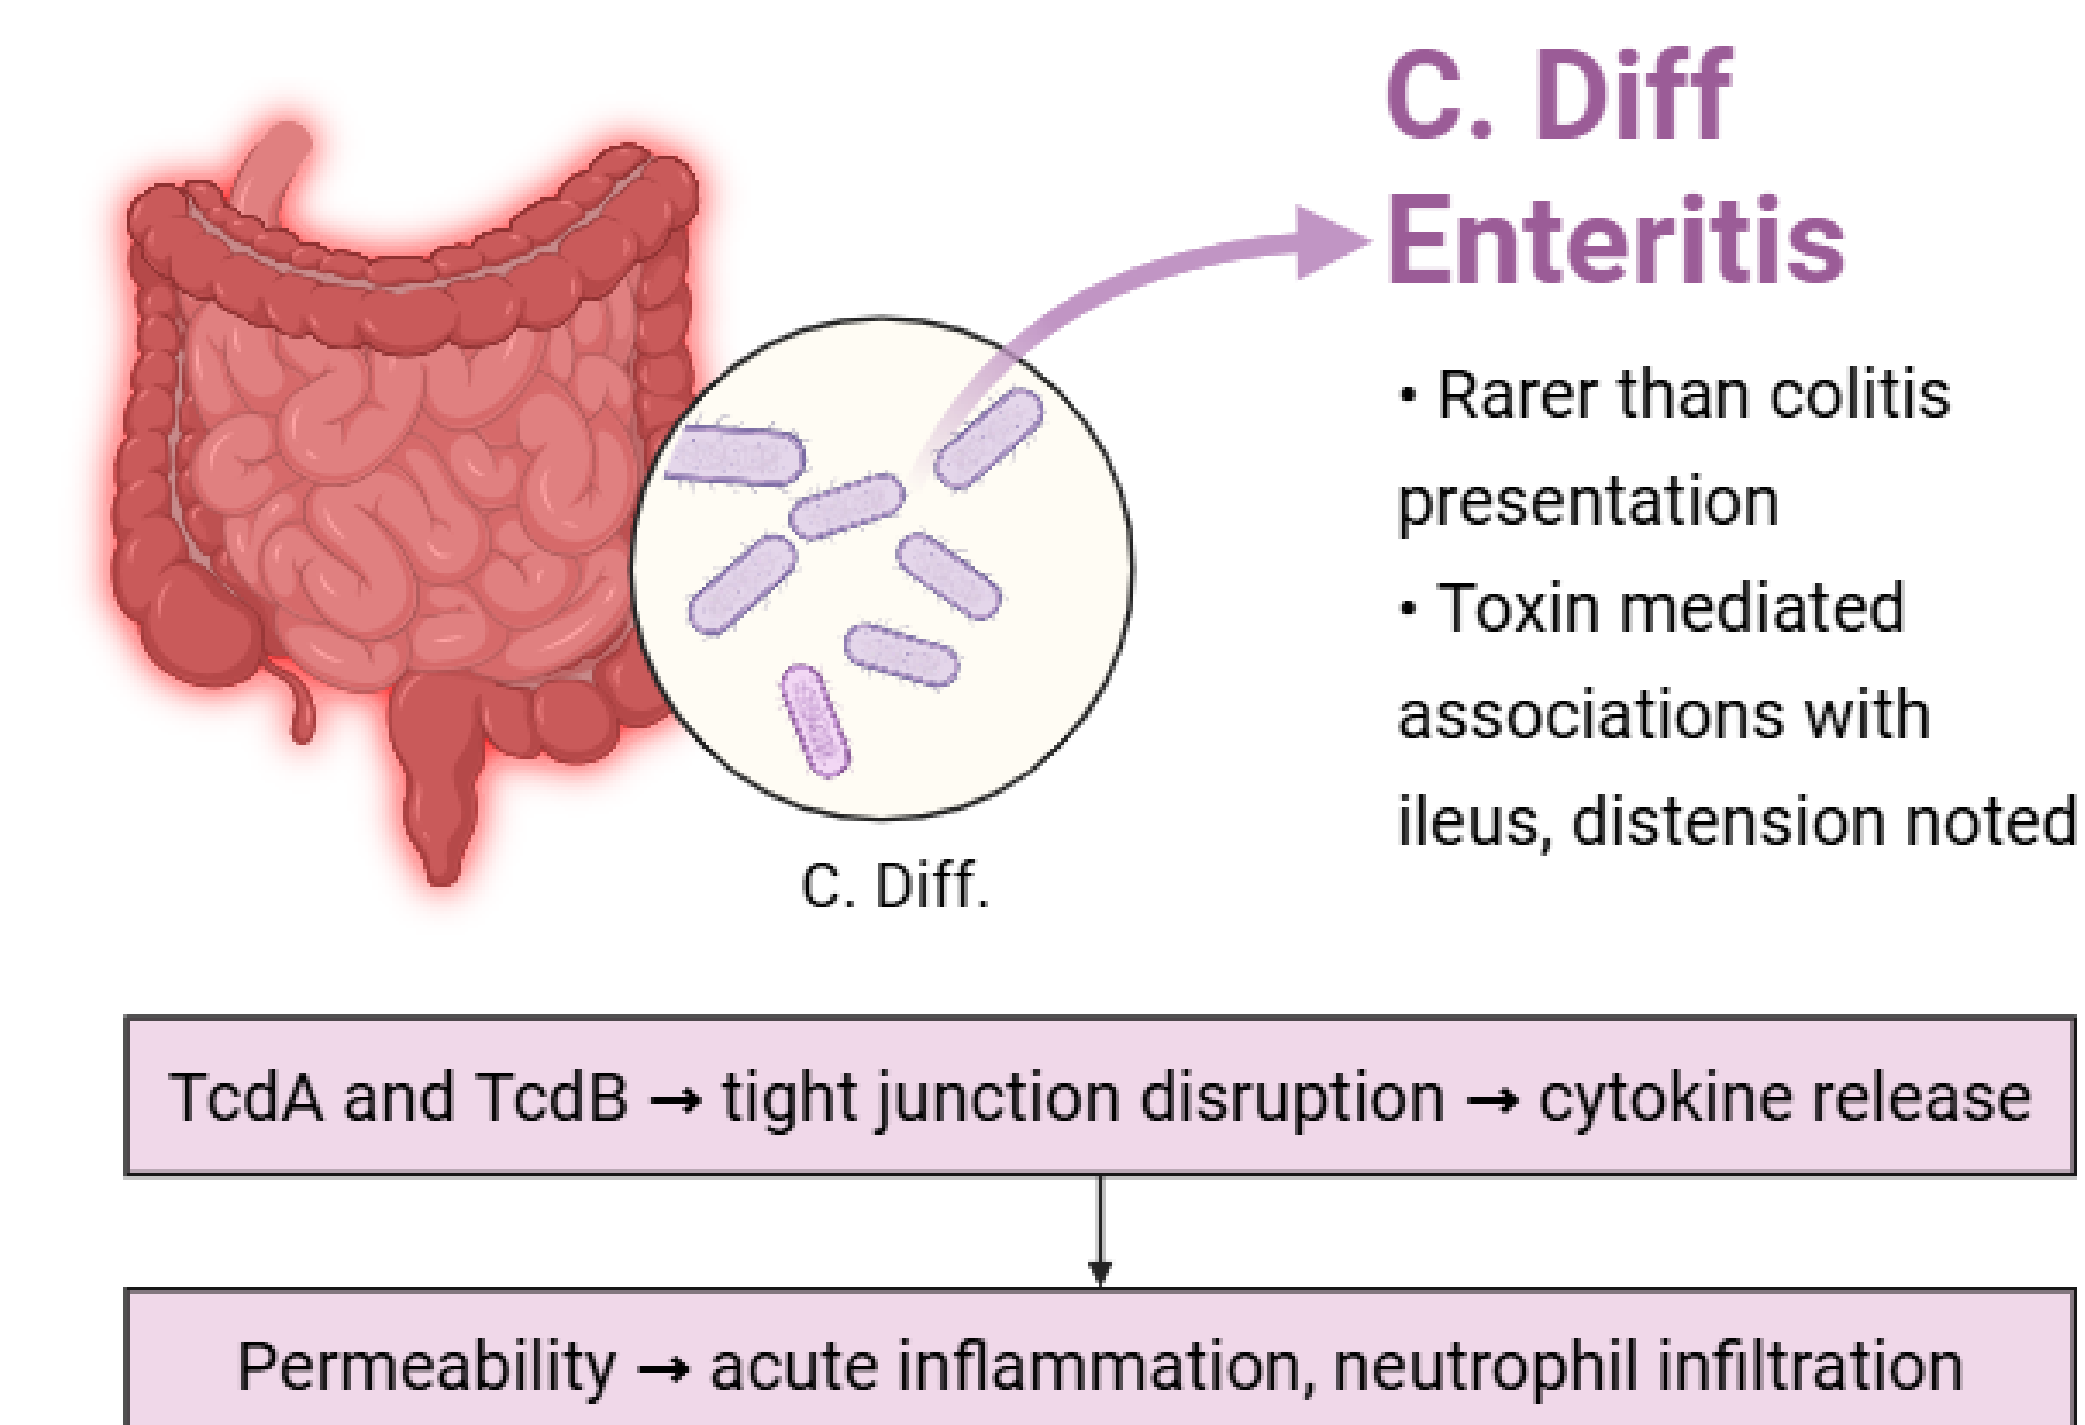 C. Diff
Enteritis
• Rarer than colitis
presentation
• Toxin mediated
associations with
ileus, distension noted
C. Diff.
TcdA and TcdB → tight junction disruption → cytokine release
Permeability → acute inflammation, neutrophil infiltration